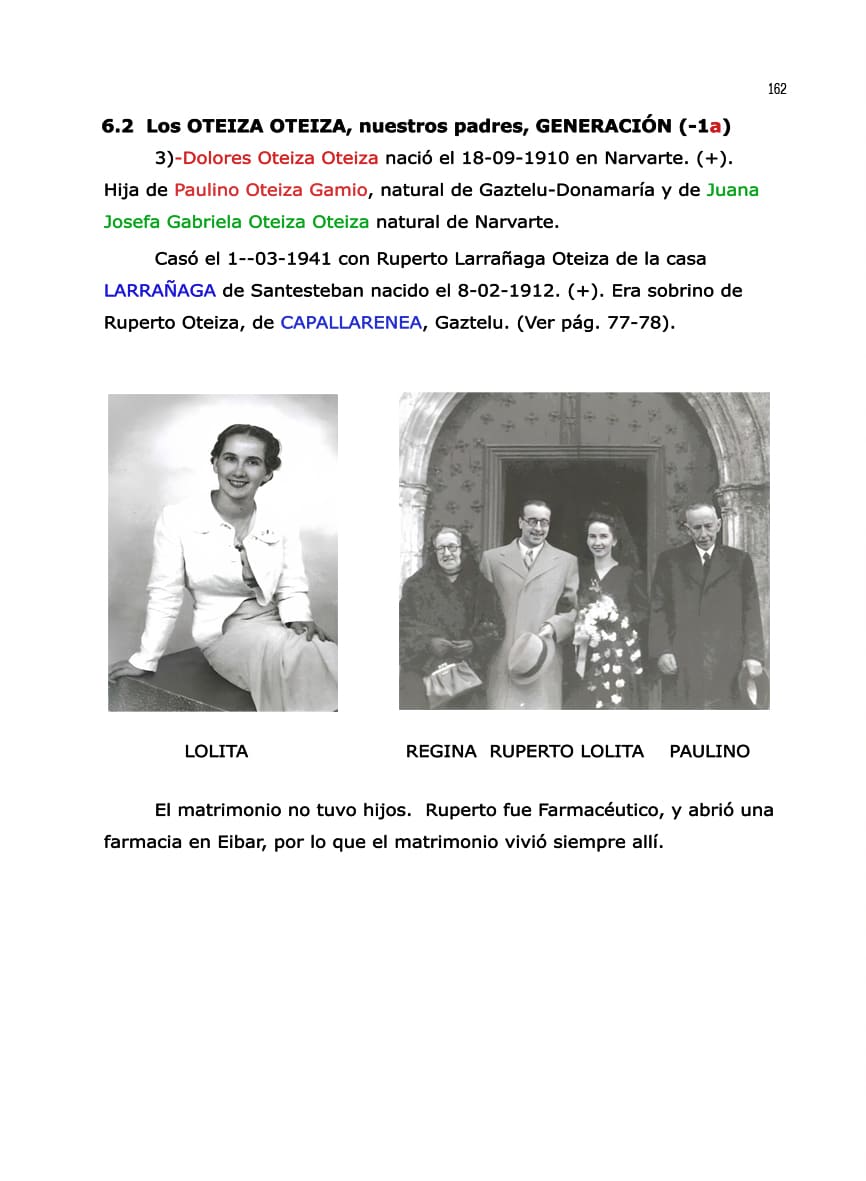 162
6.2 Los OTEIZA OTEIZA, nuestros padres, GENERACIÓN (-1a)
3)-Dolores Oteiza Oteiza nació el 18-09-1910 en Narvarte. (+).
Hija de Paulino Oteiza Gamio, natural de Gaztelu-Donamaría y de Juana
Josefa Gabriela Oteiza Oteiza natural de Narvarte.
Casó el 1--03-1941 con Ruperto Larrañaga Oteiza de la casa
LARRAÑAGA de Santesteban nacido el 8-02-1912. (+). Era sobrino de
Ruperto Oteiza, de CAPALLARENEA, Gaztelu. (Ver pág. 77-78).
LOLITA REGINA RUPERTO LOLITA PAULINO
El matrimonio no tuvo hijos. Ruperto fue Farmacéutico, y abrió una
farmacia en Eibar, por lo que el matrimonio vivió siempre allí.